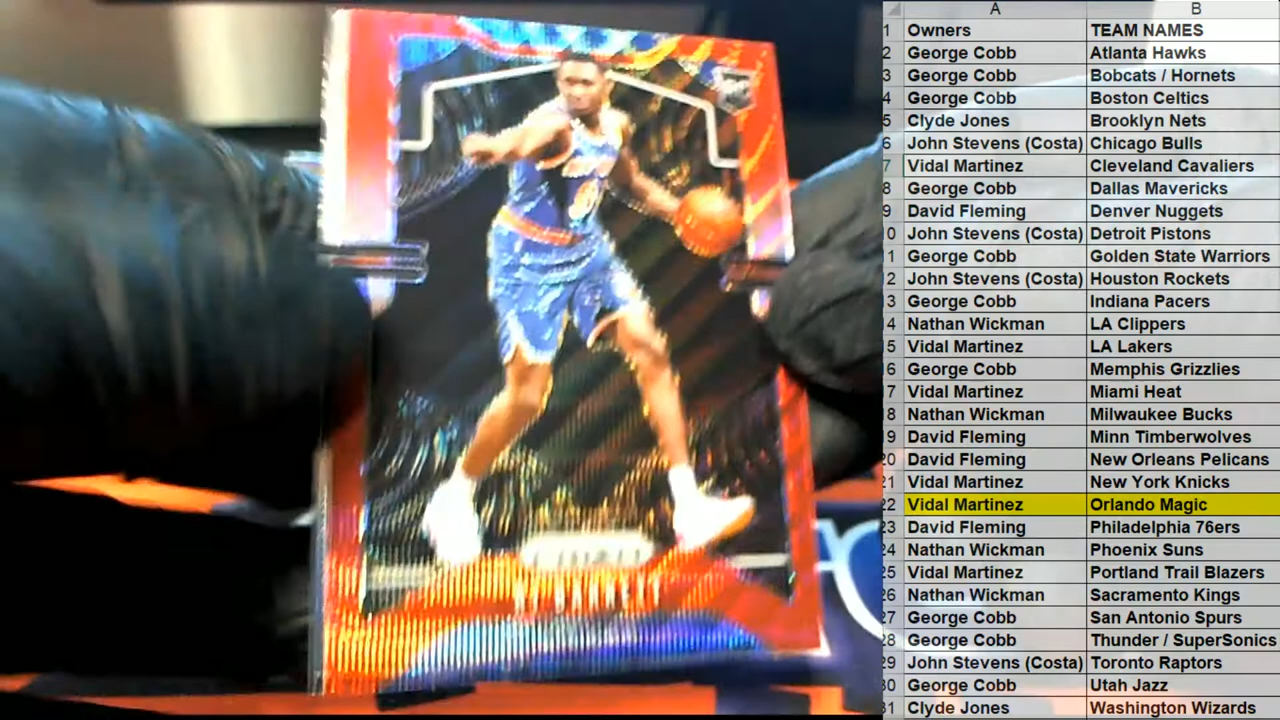 A B
1 Owners TEAM NAMES
2 George Cobb Atlanta Hawks
3 George Cobb Bobcats / Hornets
4 George Cobb Boston Celtics
5 Clyde Jones Brooklyn Nets
6 John Stevens (Costa) Chicago Bulls
7 Vidal Martinez Cleveland Cavaliers
8 George Cobb Dallas Mavericks
9 David Fleming Denver Nuggets
0 John Stevens (Costa) Detroit Pistons
1 George Cobb Golden State Warriors
2 John Stevens (Costa) Houston Rockets
3 George Cobb Indiana Pacers
4 Nathan Wickman LA Clippers
5 Vidal Martinez LA Lakers
6 George Cobb Memphis Grizzlies
7 Vidal Martinez Miami Heat
8 Nathan Wickman Milwaukee Bucks
9 David Fleming Minn Timberwolves
20 David Fleming New Orleans Pelicans
21 Vidal Martinez New York Knicks
22 Vidal Martinez Orlando Magic
23 David Fleming Philadelphia 76ers
24 Nathan Wickman Phoenix Suns
25 Vidal Martinez Portland Trail Blazers
26 Nathan Wickman Sacramento Kings
27 George Cobb San Antonio Spurs
28 George Cobb Thunder / SuperSonics
29 John Stevens (Costa) Toronto Raptors
30 George Cobb Utah Jazz
31 Clyde Jones Washington Wizards
RJ BARRETT